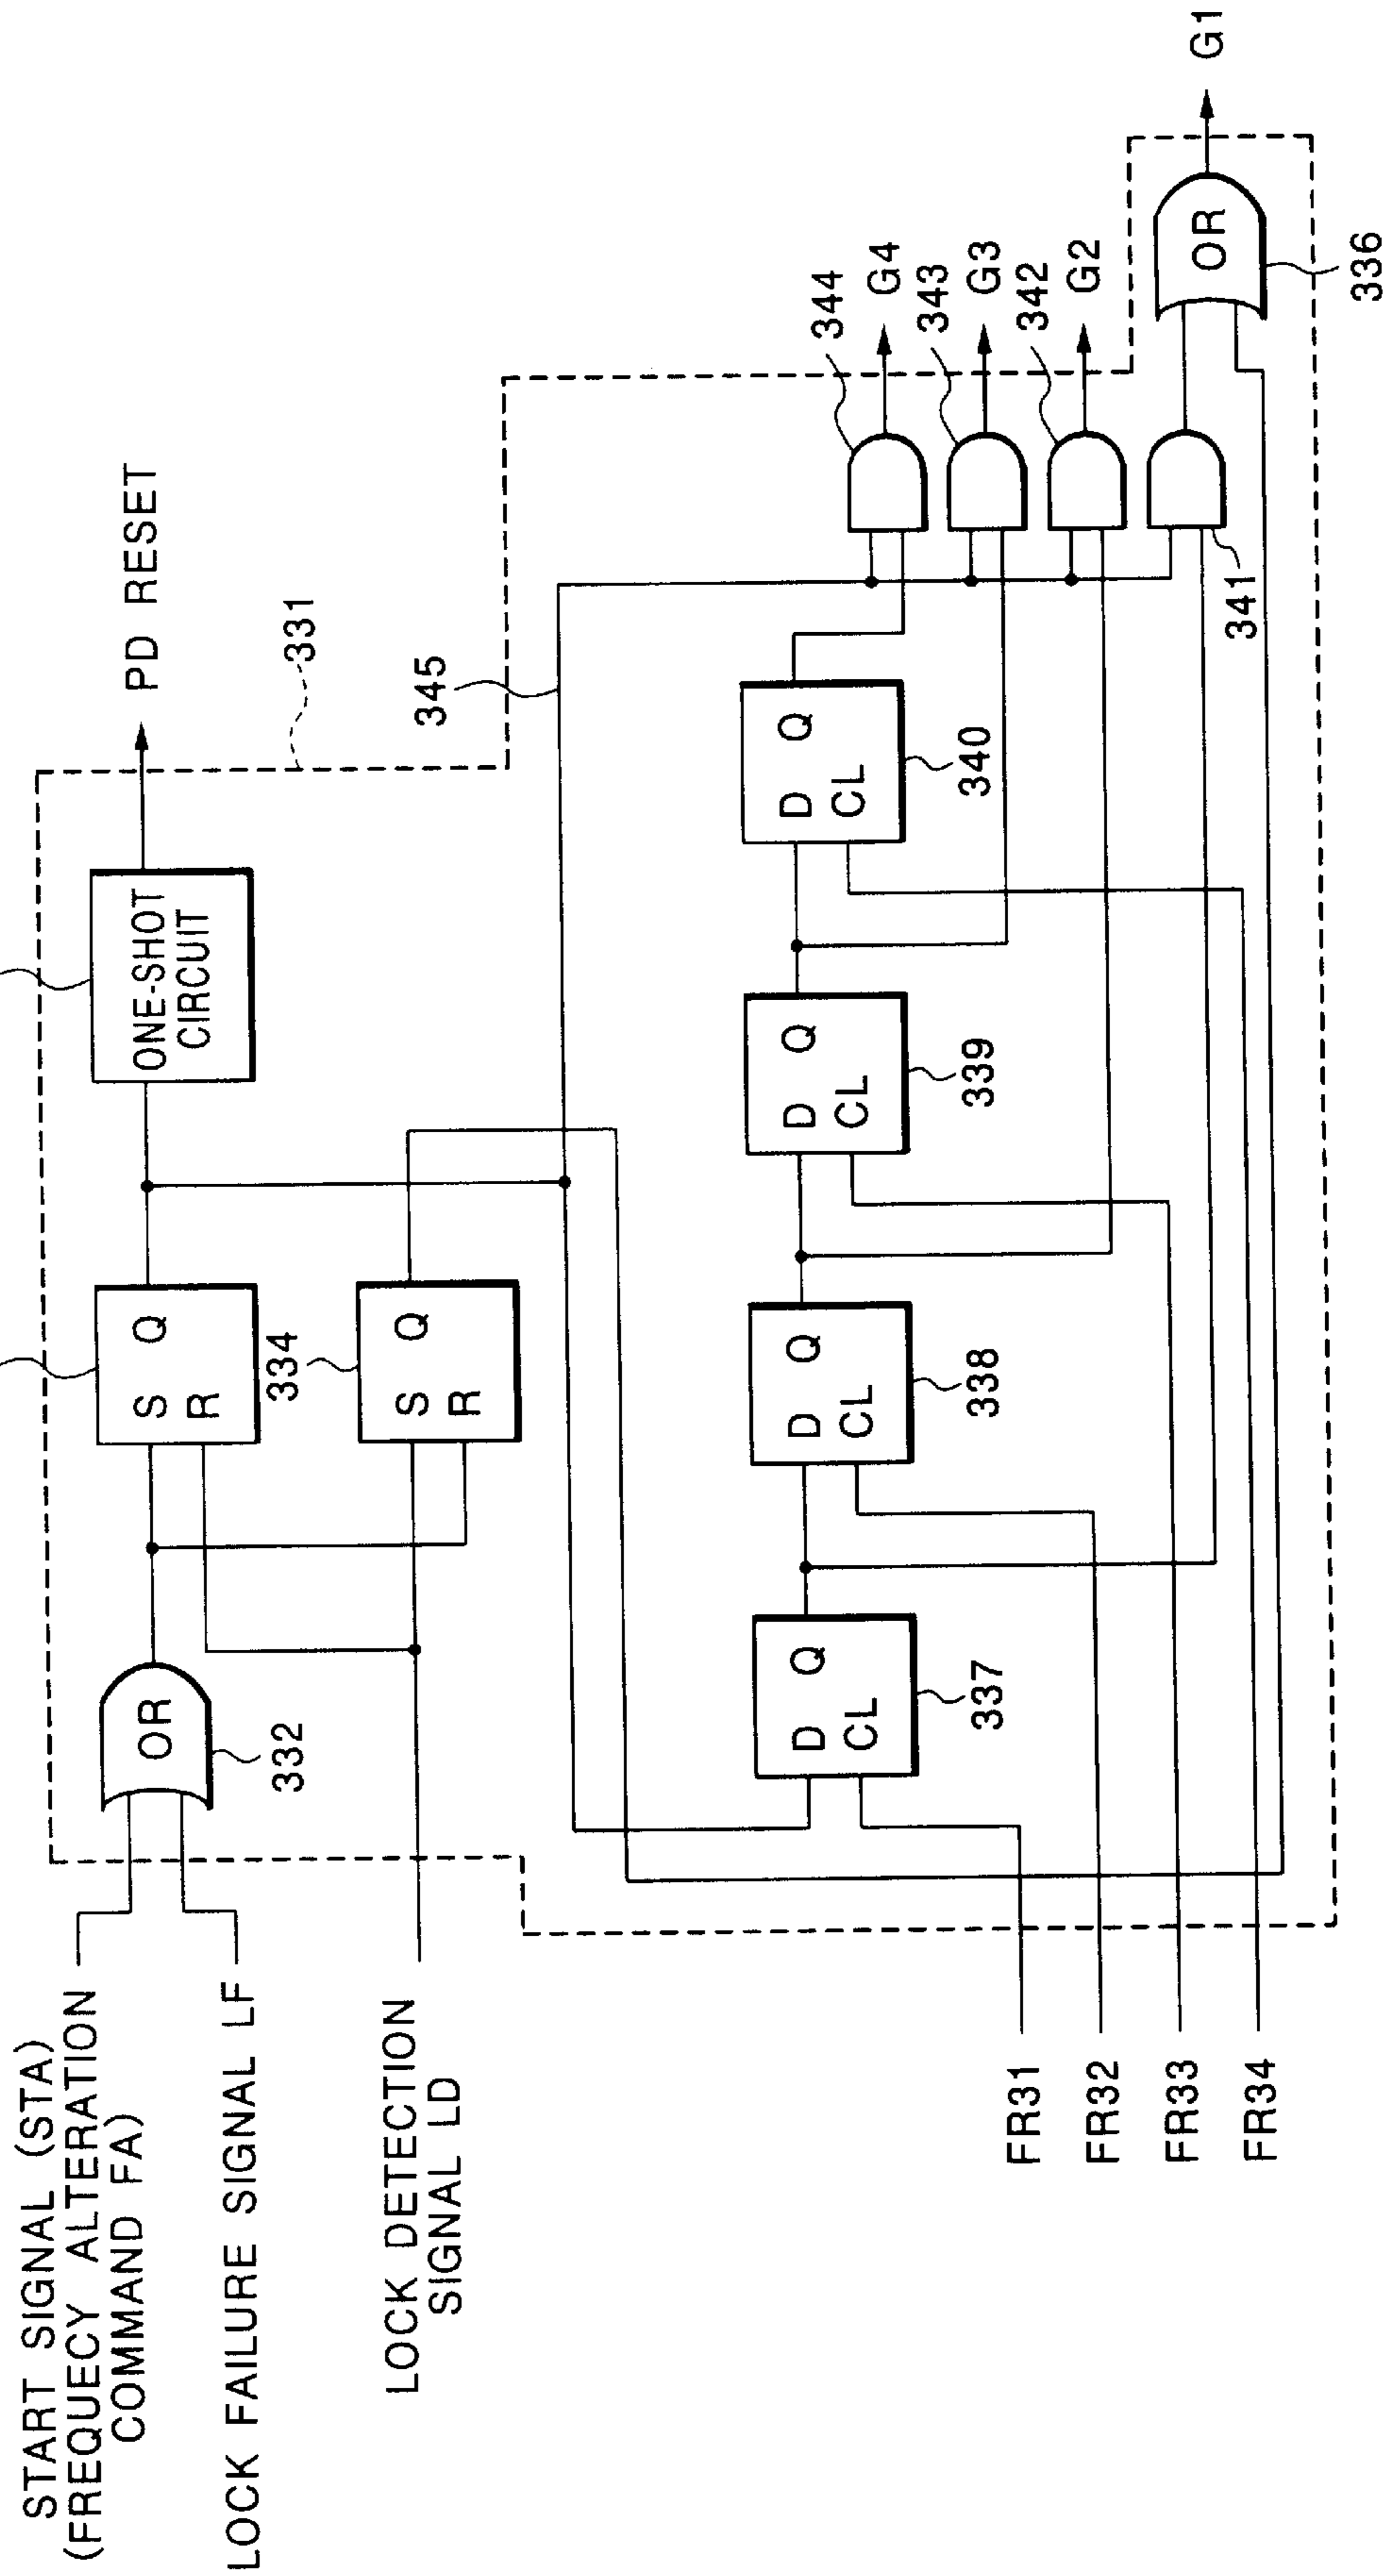 START SIGNAL (STA)
(FREQUECY ALTERATION
COMMAND FA)
LOCK FAILURE SIGNAL LF
LOCK DETECTION
SIGNAL LD
OR
332
S Q
R
334
S Q
R
ONE-SHOT
CIRCUIT
PD RESET
331
345
FR31
FR32
FR33
FR34
D Q
CL
337
D Q
CL
338
D Q
CL
339
D Q
CL
340
344
G4
343
G3
342
G2
341
OR
336
G1